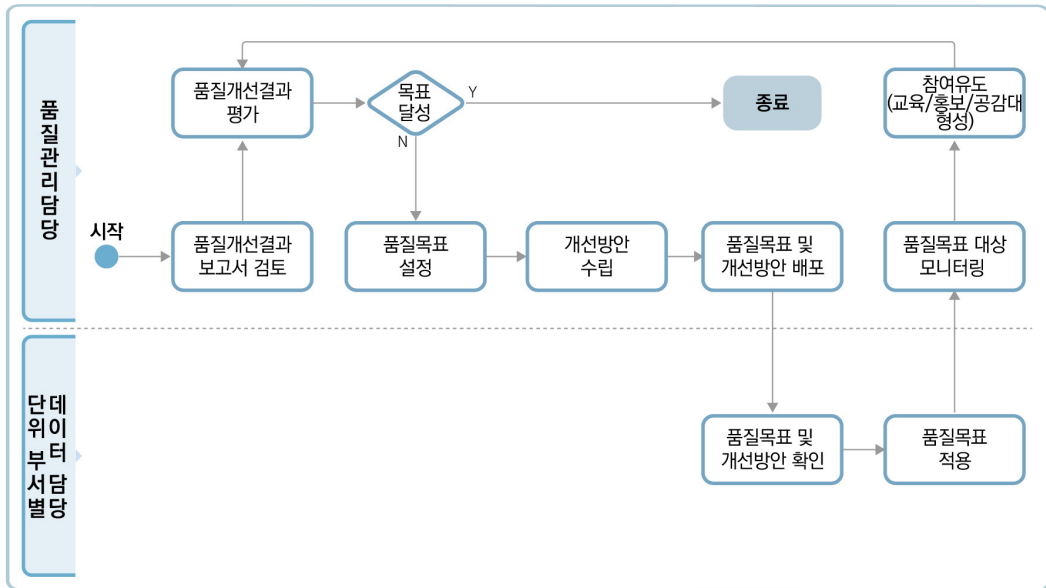 품질관리담당
시작
품질개선결과
보고서 검토
품질개선결과
평가
목표
달성
Y
N
종료
품질목표
설정
개선방안
수립
품질목표 및
개선방안 배포
참여유도
(교육/홍보/공감대
형성)
품질목표 대상
모니터링
단위 부서별
데이터 담당
품질목표 및
개선방안 확인
품질목표
적용